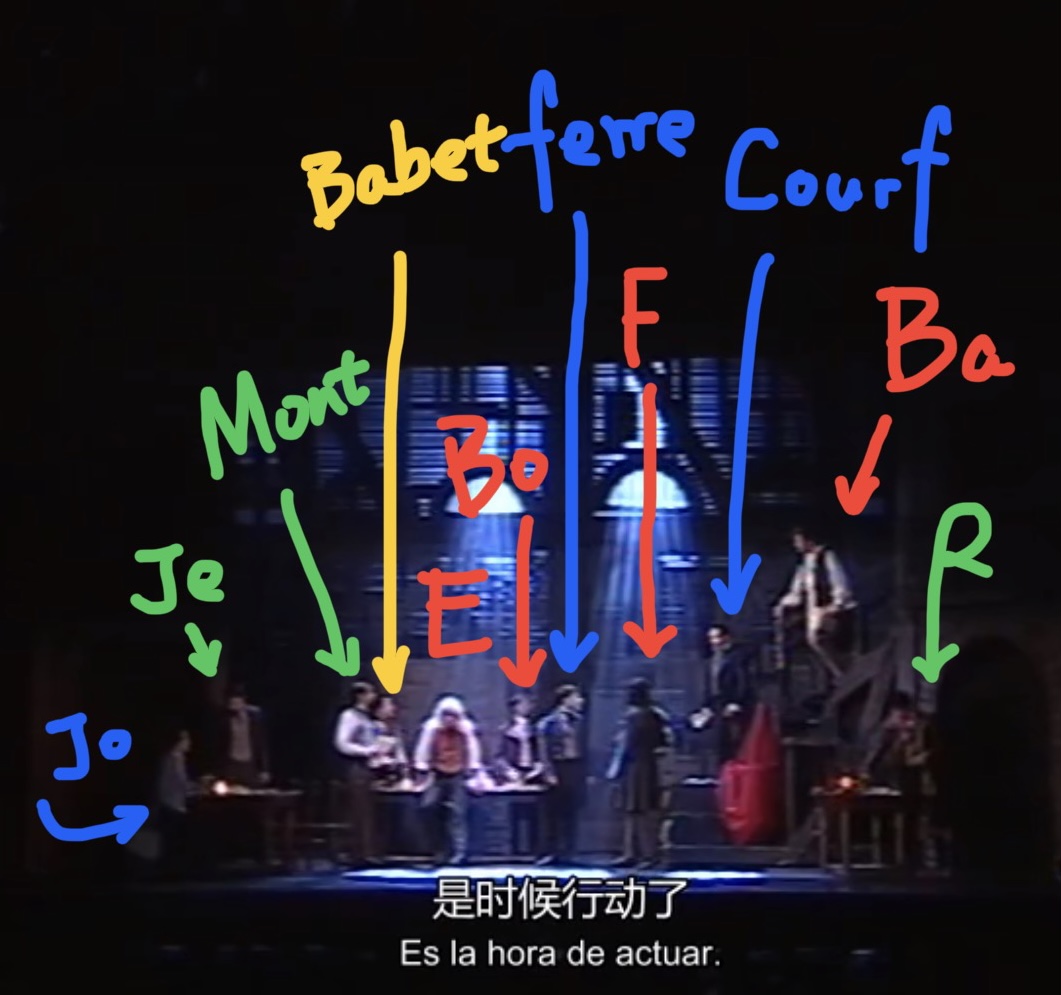 Babet ferre Courf
F
Ba
Mont
Bo
Je
E
R
Jo
是时候行动了
Es la hora de actuar.